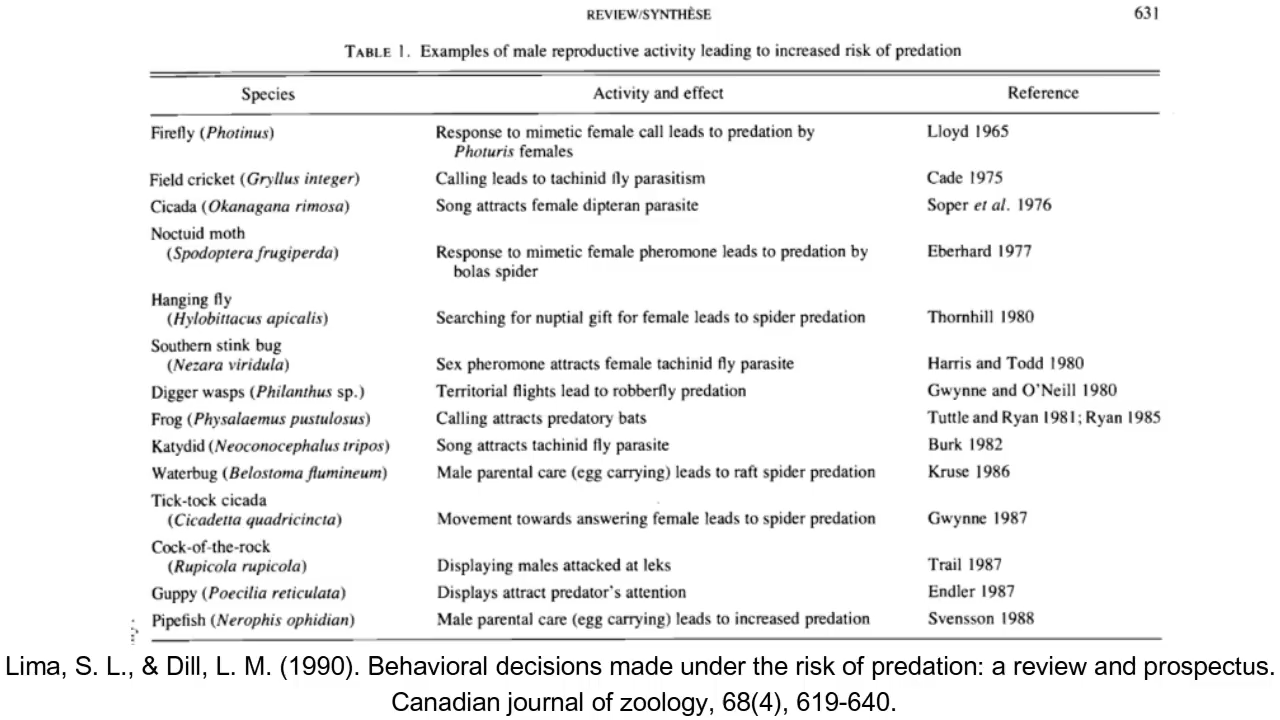 REVIEW/SYNTHÈSE 631
TABLE 1. Examples of male reproductive activity leading to increased risk of predation
Species Activity and effect Reference
Firefly (Photinus) Response to mimetic female call leads to predation by Lloyd 1965
Photuris females
Field cricket (Gryllus integer) Calling leads to tachinid fly parasitism Cade 1975
Cicada (Okanagana rimosa) Song attracts female dipteran parasite Soper et al. 1976
Noctuid moth
(Spodoptera frugiperda) Response to mimetic female pheromone leads to predation by Eberhard 1977
bolas spider
Hanging fly
(Hylobittacus apicalis) Searching for nuptial gift for female leads to spider predation Thornhill 1980
Southern stink bug
(Nezara viridula) Sex pheromone attracts female tachinid fly parasite Harris and Todd 1980
Digger wasps (Philanthus sp.) Territorial flights lead to robberfly predation Gwynne and O'Neill 1980
Frog (Physalaemus pustulosus) Calling attracts predatory bats Tuttle and Ryan 1981; Ryan 1985
Katydid (Neoconocephalus tripos) Song attracts tachinid fly parasite Burk 1982
Waterbug (Belostoma flumineum) Male parental care (egg carrying) leads to raft spider predation Kruse 1986
Tick-tock cicada
(Cicadetta quadricincta) Movement towards answering female leads to spider predation Gwynne 1987
Cock-of-the-rock
(Rupicola rupicola) Displaying males attacked at leks Trail 1987
Guppy (Poecilia reticulata) Displays attract predator's attention Endler 1987
Pipefish (Nerophis ophidian) Male parental care (egg carrying) leads to increased predation Svensson 1988
Lima, S. L., & Dill, L. M. (1990). Behavioral decisions made under the risk of predation: a review and prospectus.
Canadian journal of zoology, 68(4), 619-640.